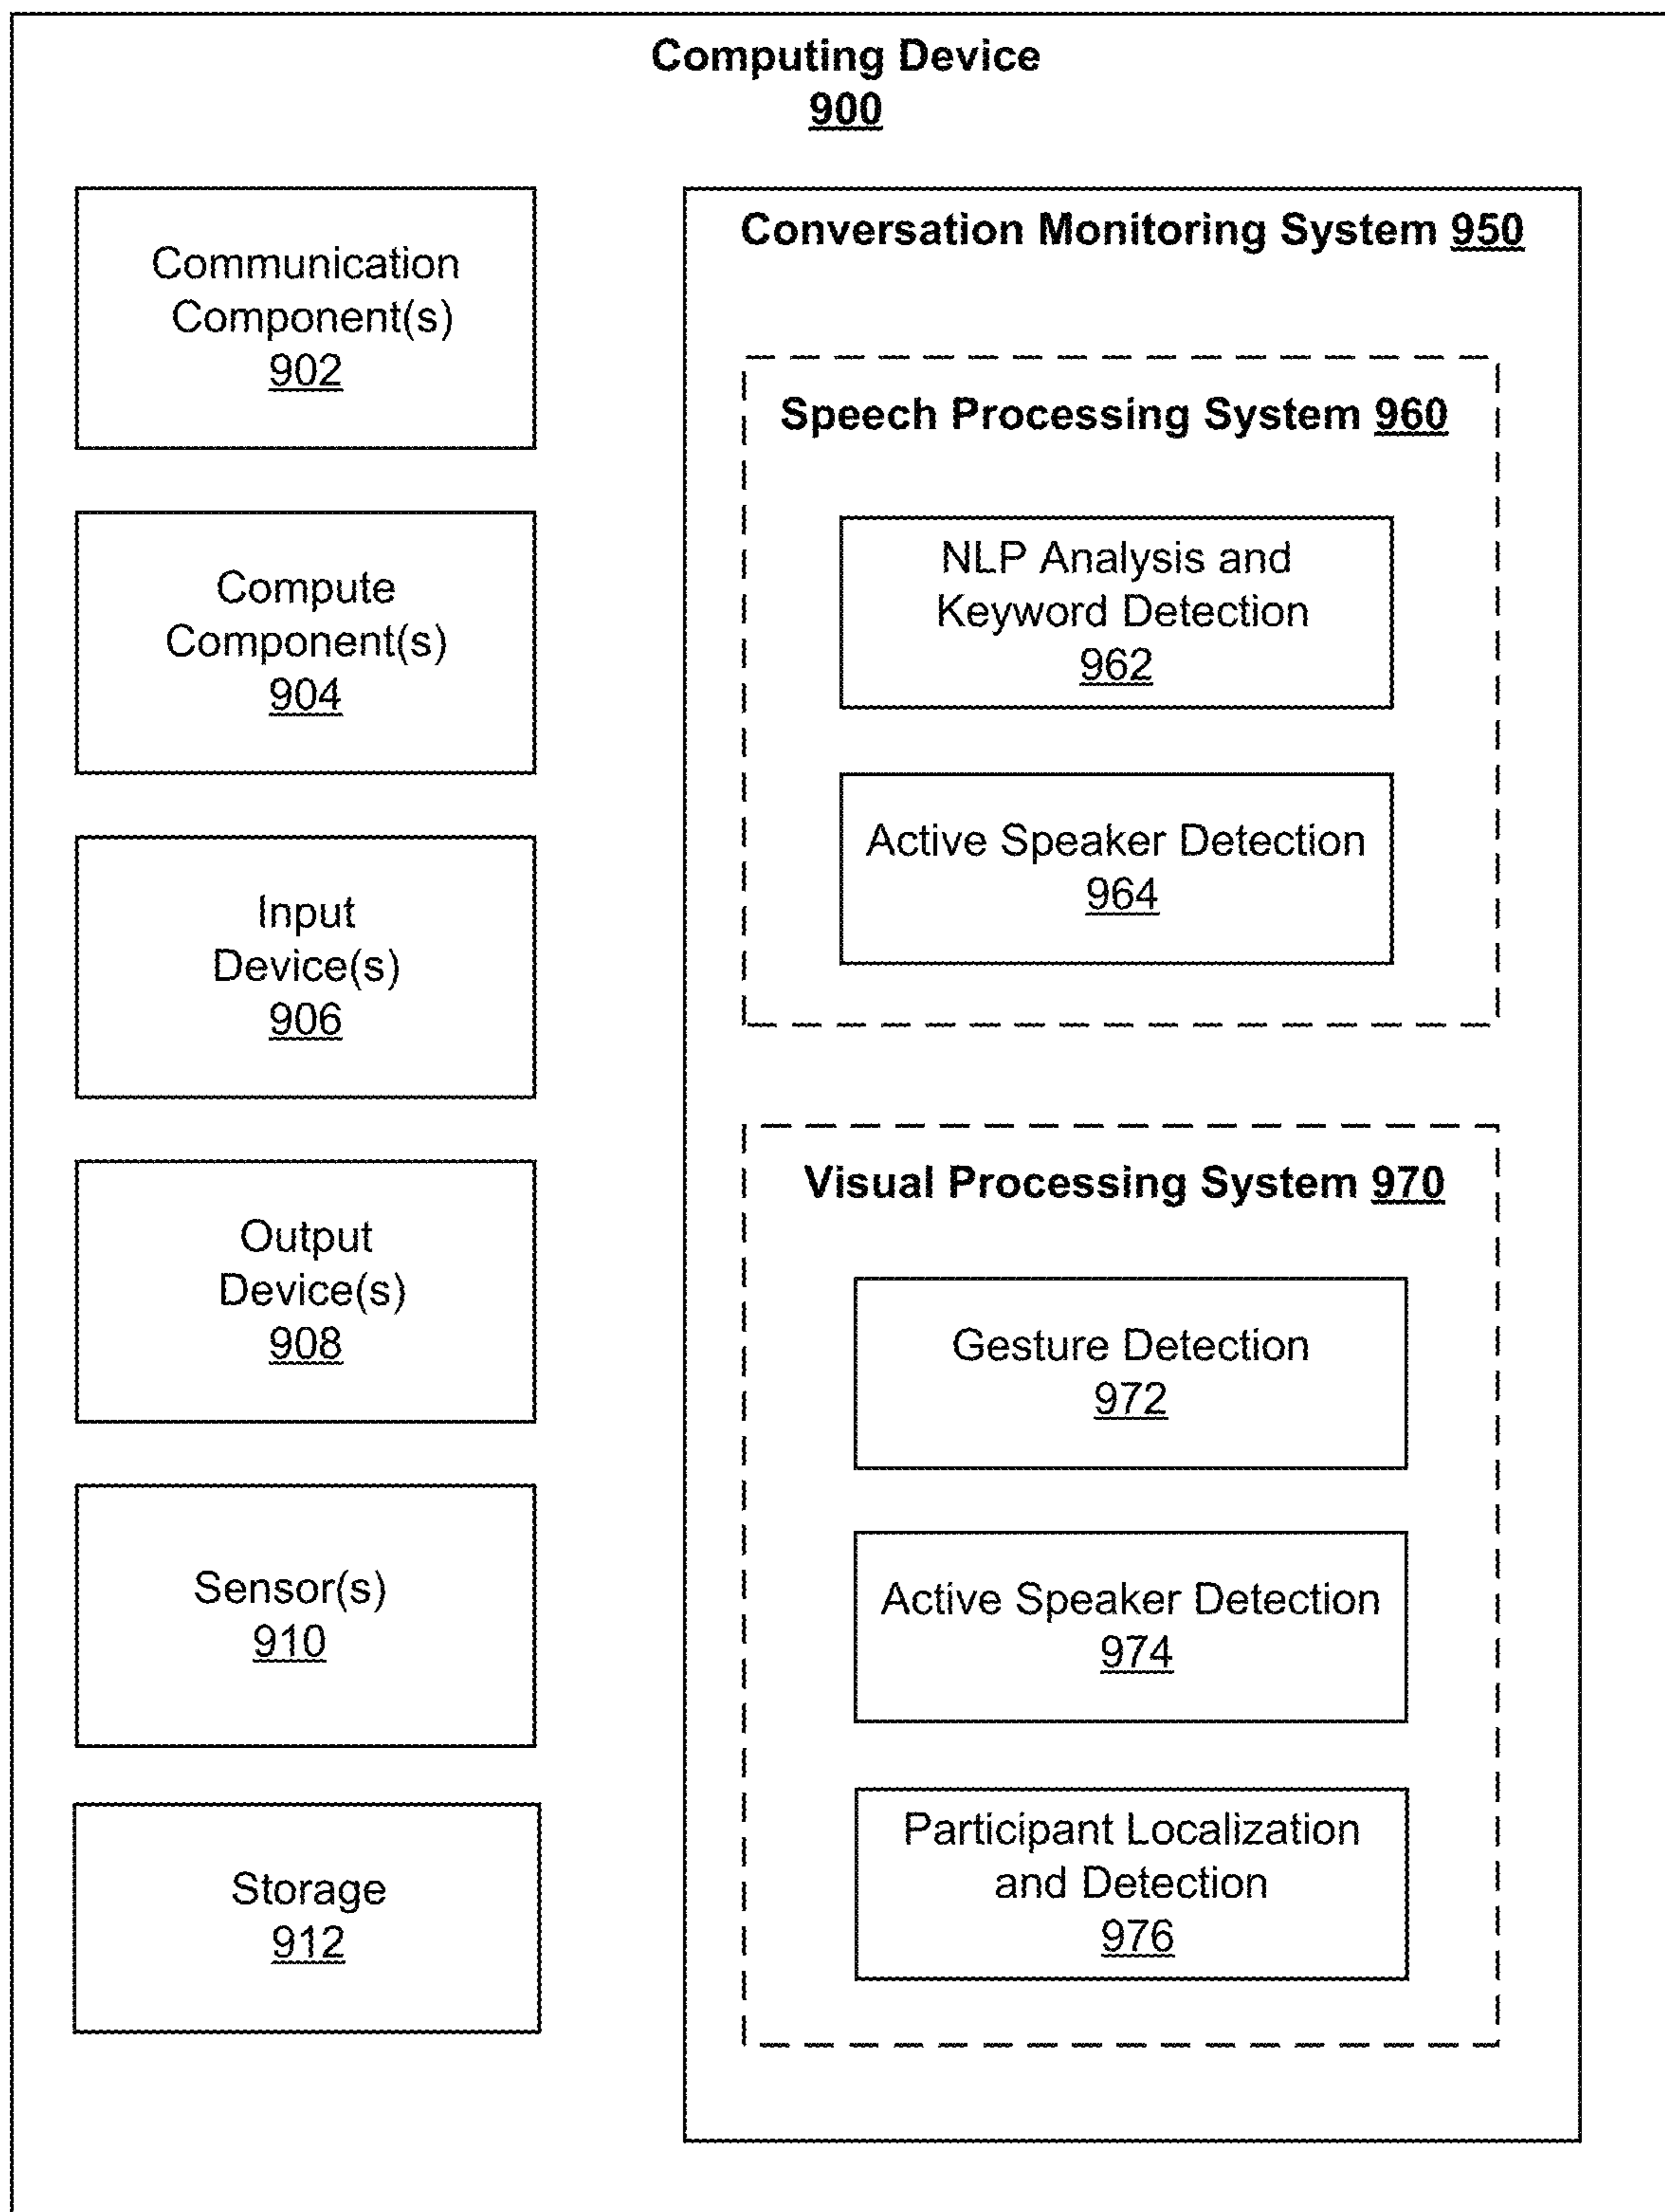 Computing Device
900
Communication
Component(s)
902
Compute
Component(s)
904
Input
Device(s)
906
Output
Device(s)
908
Sensor(s)
910
Storage
912
Conversation Monitoring System 950
Speech Processing System 960
NLP Analysis and
Keyword Detection
962
Active Speaker Detection
964
Visual Processing System 970
Gesture Detection
972
Active Speaker Detection
974
Participant Localization
and Detection
976